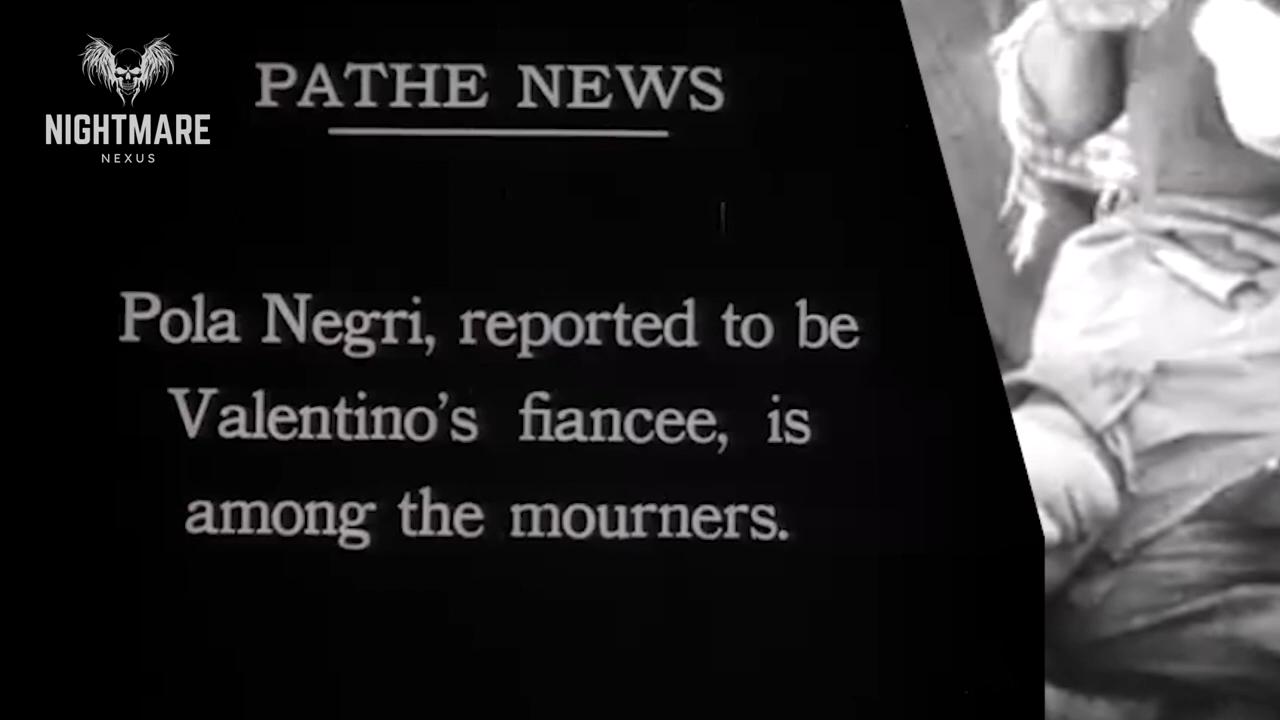 NIGHTMARE
NEXUS
PATHE NEWS
Pola Negri, reported to be
Valentino's fiancee, is
among the mourners.